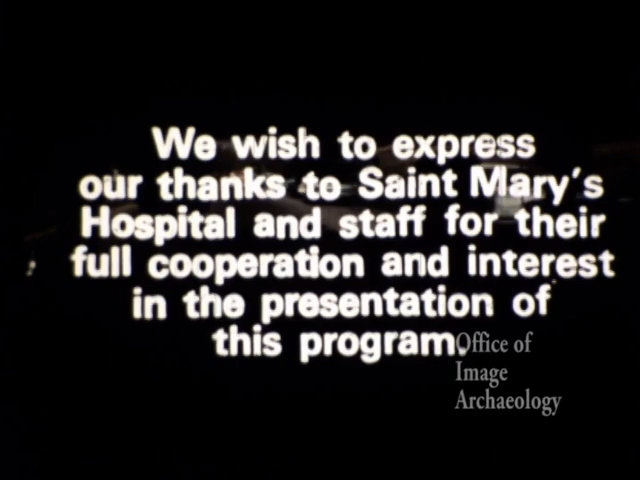 We wish to express
our thanks to Saint Mary's
Hospital and staff for their
full cooperation and interest
in the presentation of
this program.
Office of
Image
Archaeology